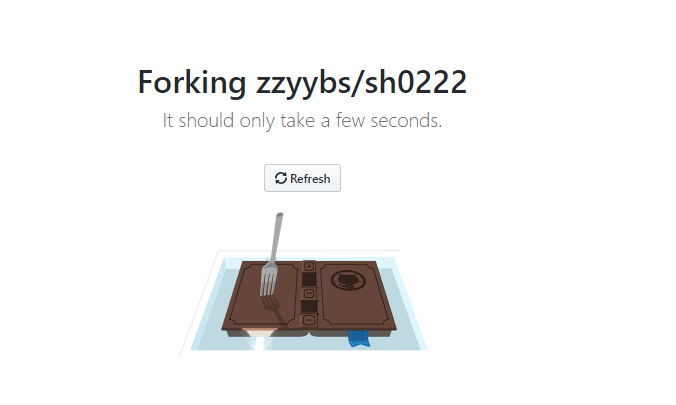 Forking zzyybs/sh0222
It should only take a few seconds.
Refresh